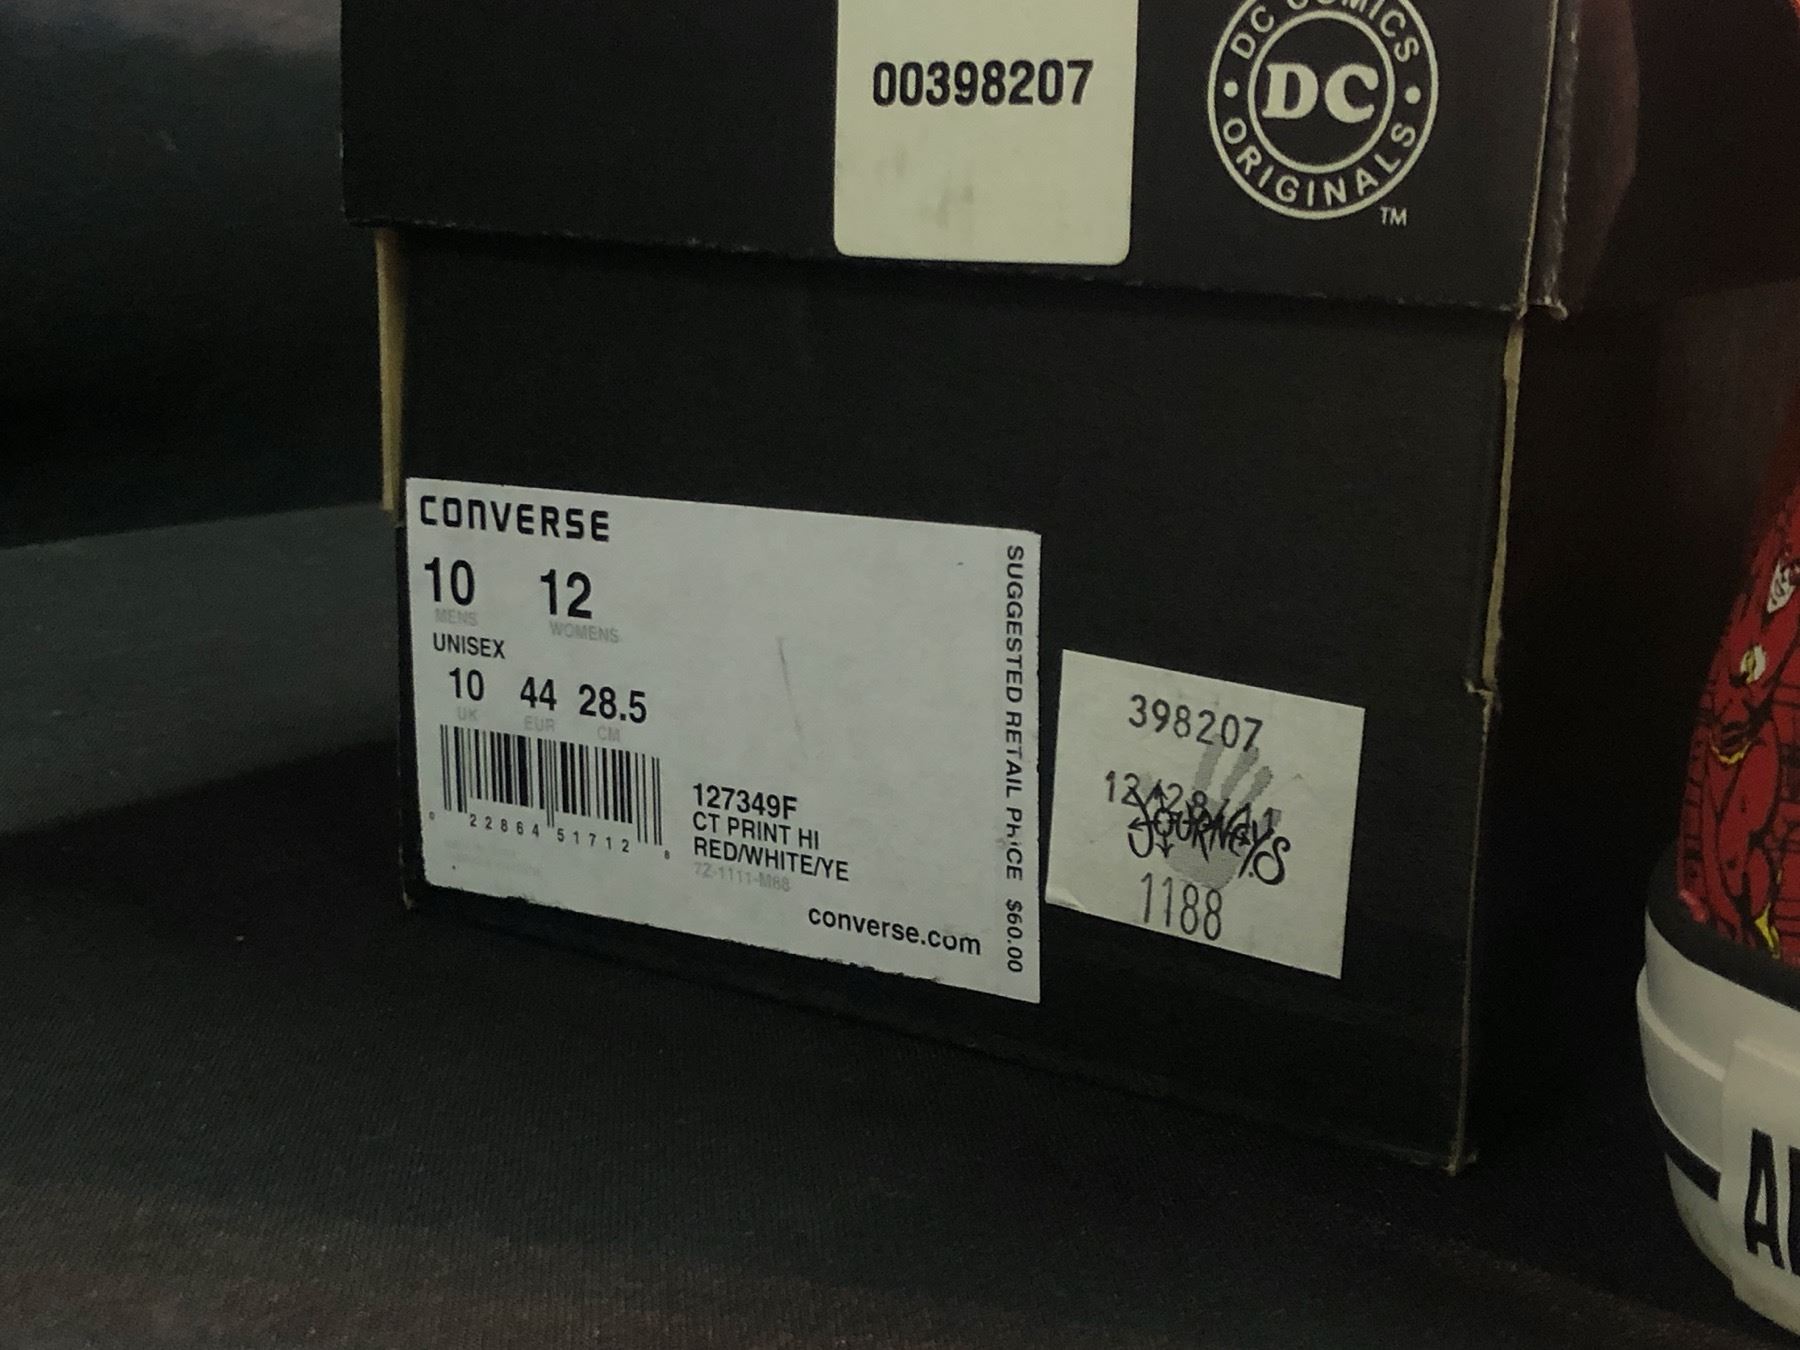 00398207
DC COMICS
DC
ORIGINALS
TM
CONVERSE
10 12
MENS WOMENS
UNISEX
10 44 28.5
UK EUR CM
0 22864 51712 8
127349F
CT PRINT HI
RED/WHITE/YE
72-1111-M88
converse.com
SUGGESTED RETAIL PRICE $60.00
398207
JOURNEYS
1188